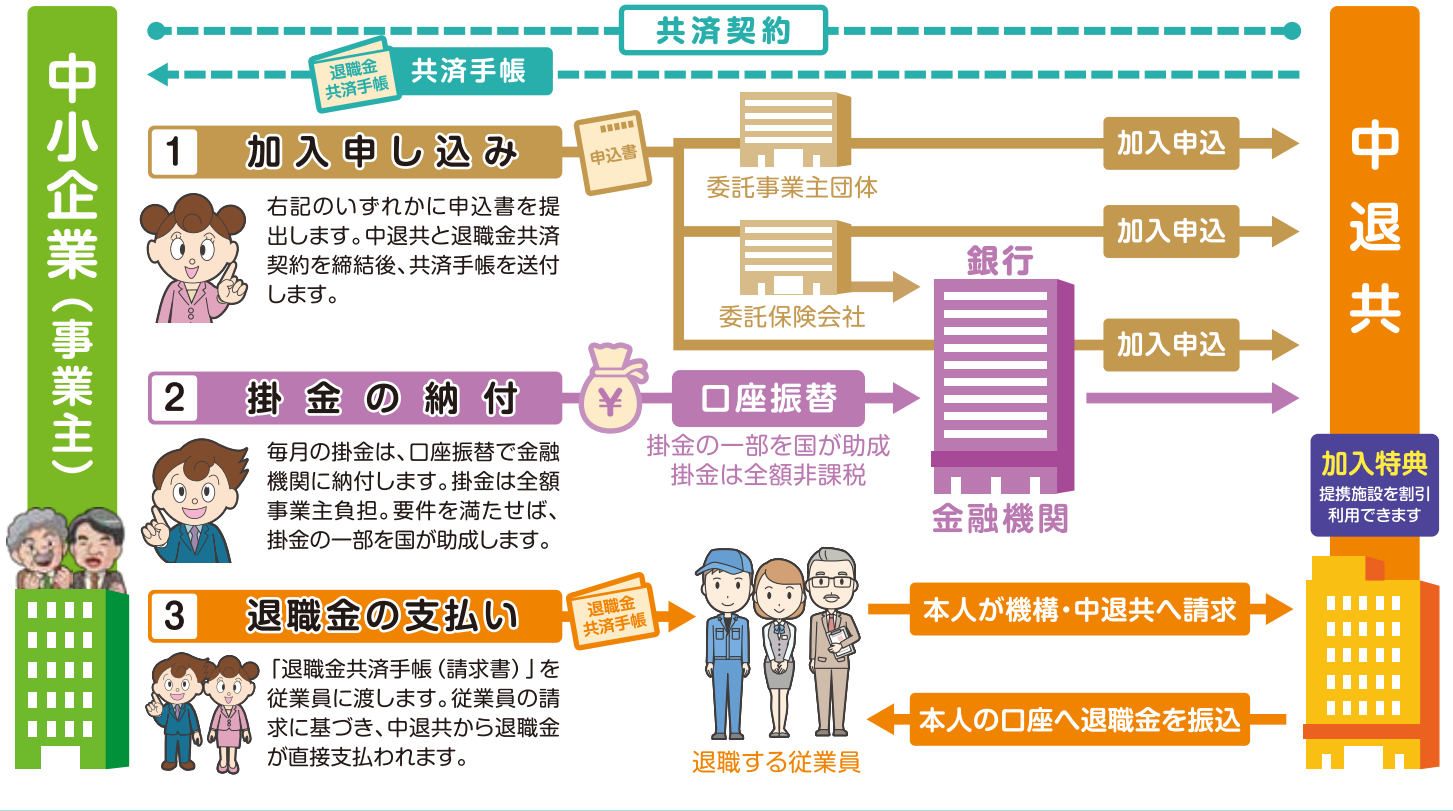 中小企業（事業主）
共済契約
退職金
共済手帳
共済手帳
中退共
1 加入申し込み
申込書
右記のいずれかに申込書を提
出します。中退共と退職金共済
契約を締結後、共済手帳を送付
します。
委託事業主団体
加入申込
委託保険会社
加入申込
銀行
加入申込
金融機関
2 掛金の納付
¥
口座振替
掛金の一部を国が助成
掛金は全額非課税
毎月の掛金は、口座振替で金融
機関に納付します。掛金は全額
事業主負担。要件を満たせば、
掛金の一部を国が助成します。
加入特典
提携施設を割引
利用できます
3 退職金の支払い
退職金
共済手帳
「退職金共済手帳（請求書）」を
従業員に渡します。従業員の請
求に基づき、中退共から退職金
が直接支払われます。
退職する従業員
本人が機構・中退共へ請求
本人の口座へ退職金を振込